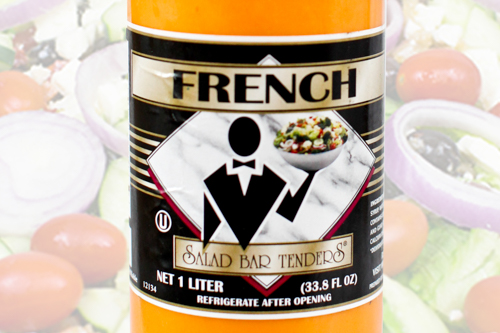 FRENCH
U
SALAD BAR TENDERS®
NET 1 LITER (33.8 FL OZ)
12134 REFRIGERATE AFTER OPENING